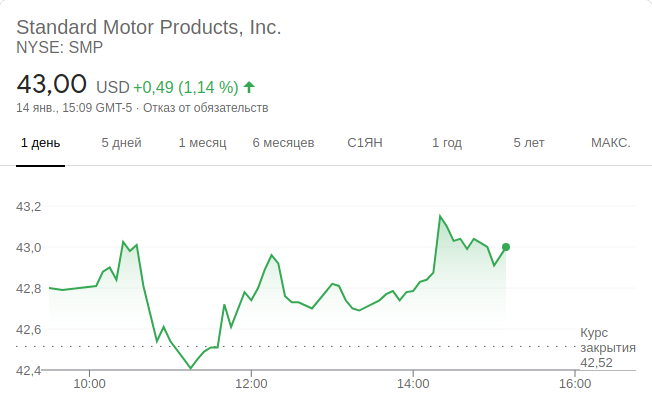 Standard Motor Products, Inc.
NYSE: SMP
43,00 USD +0,49 (1,14 %)
14 янв., 15:09 GMT-5 · Отказ от обязательств
1 день 5 дней 1 месяц 6 месяцев С1ЯН 1 год 5 лет МАКС.
43,2
43,0
42,8
42,6
Курс
закрытия
42,52
42,4
10:00 12:00 14:00 16:00